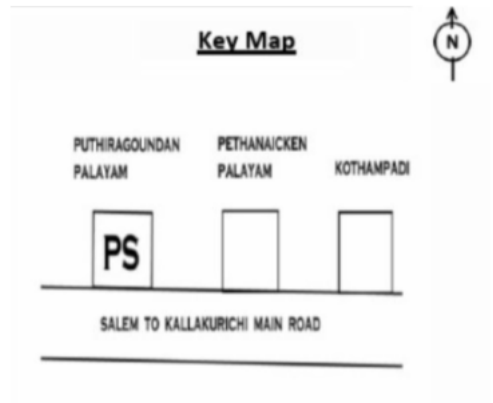 Key Map
N
PUTHIRAGOUNDAN
PALAYAM
PETHANAICKEN
PALAYAM
KOTHAMPADI
PS
SALEM TO KALLAKURICHI MAIN ROAD